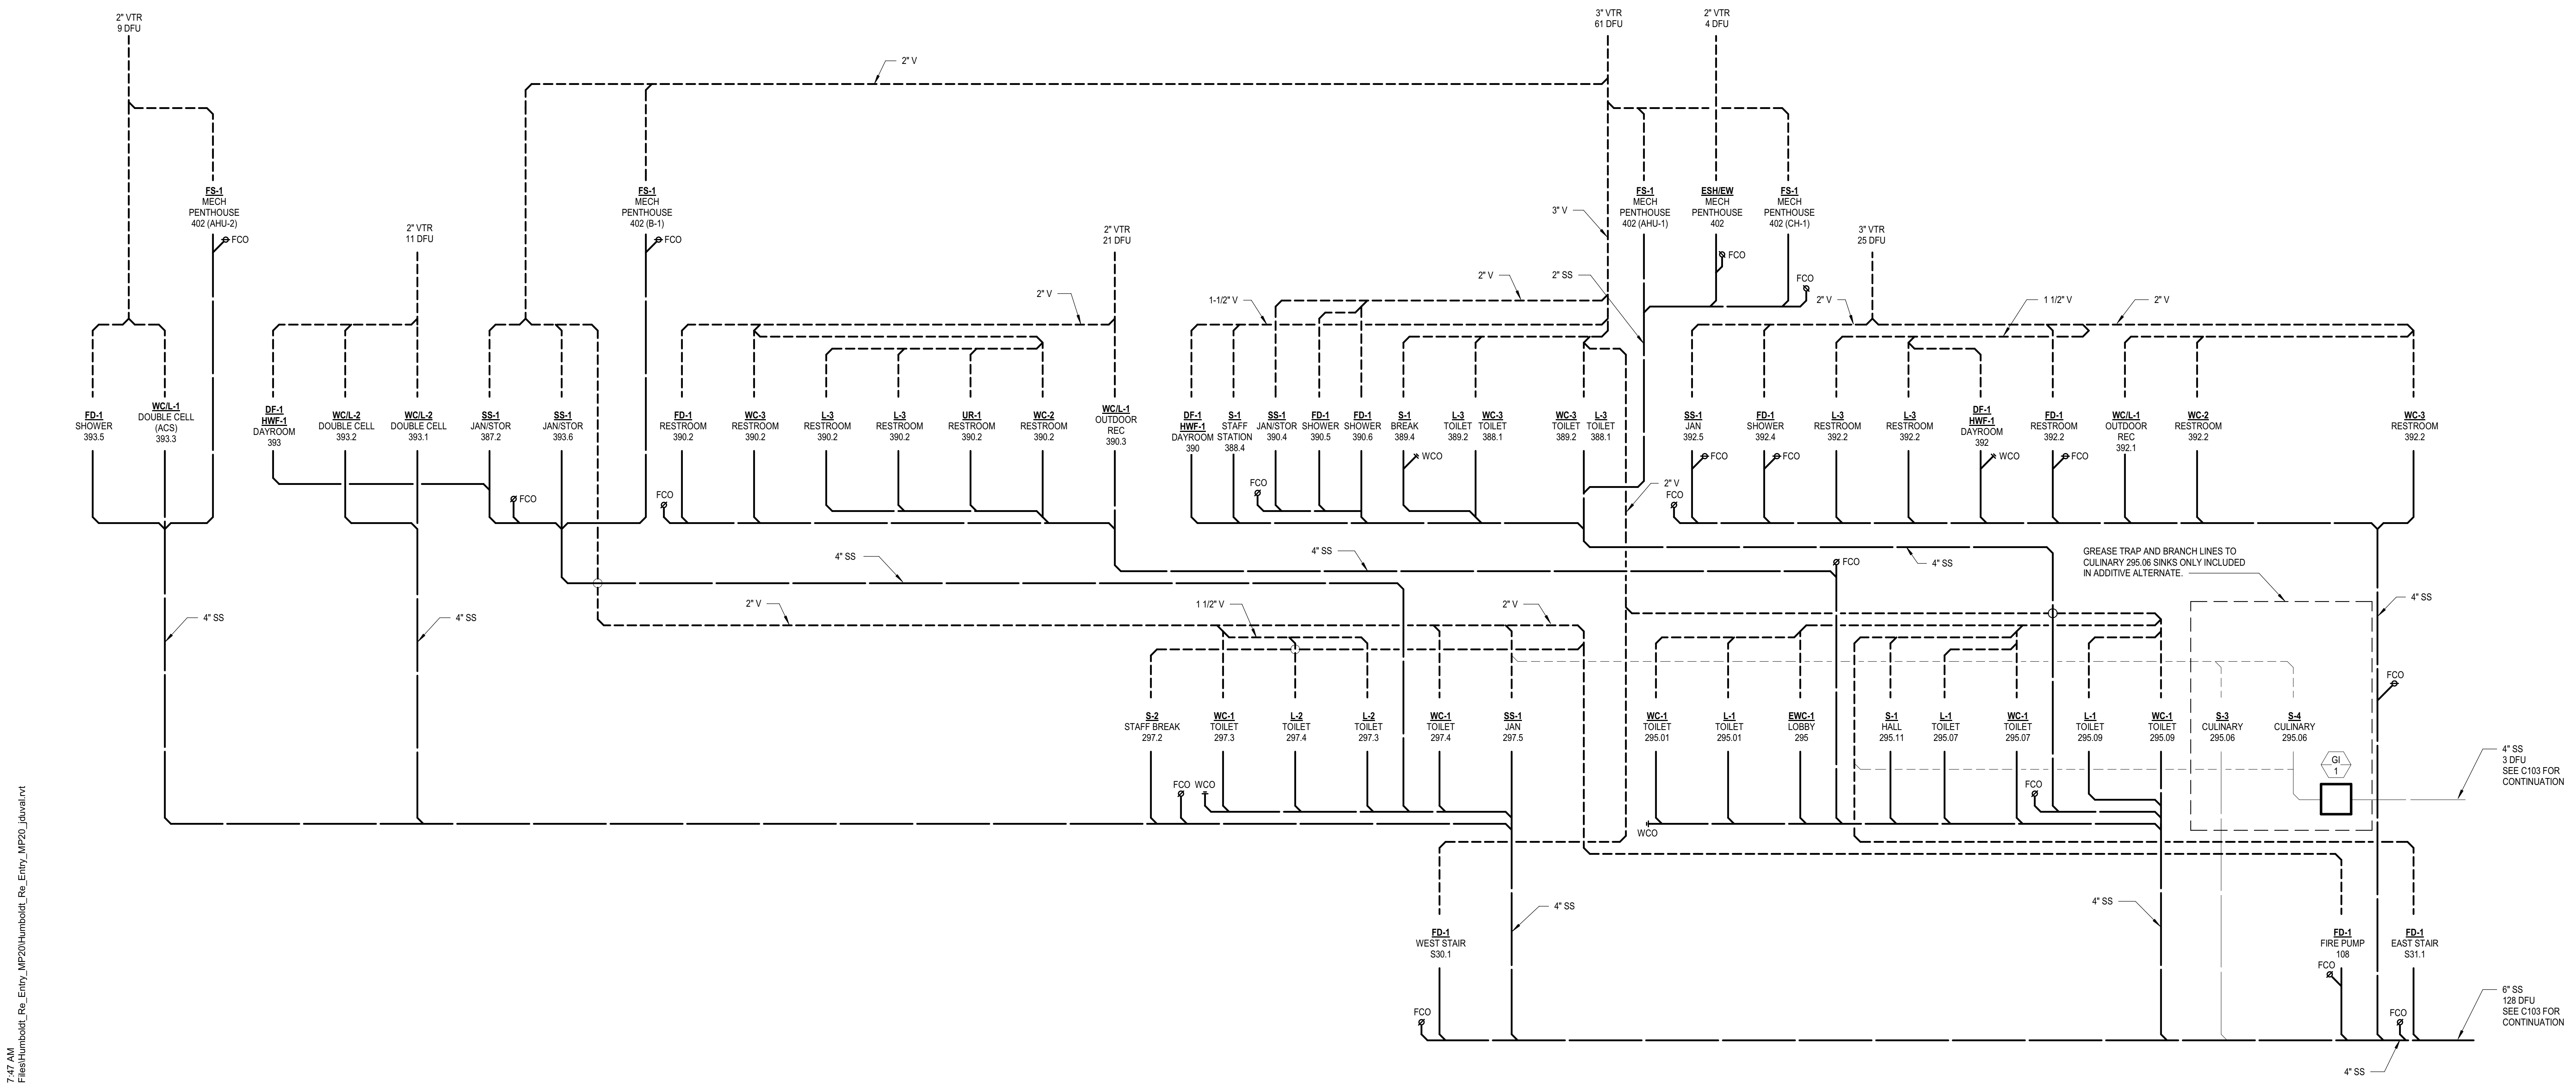 2" VTR
9 DFU
3" VTR
61 DFU
2" VTR
4 DFU
2" V
FS-1
MECH
PENTHOUSE
402 (AHU-2)
FCO
FS-1
MECH
PENTHOUSE
402 (B-1)
FCO
FS-1
MECH
PENTHOUSE
402 (AHU-1)
ESH/EW
MECH
PENTHOUSE
402
FCO
FS-1
MECH
PENTHOUSE
402 (CH-1)
FCO
3" V
2" VTR
11 DFU
2" VTR
21 DFU
3" VTR
25 DFU
2" V
1-1/2" V
2" V
2" SS
2" V
1 1/2" V
2" V
FD-1
SHOWER
393.5
WC/L-1
DOUBLE CELL
(ACS)
393.3
DF-1
HWF-1
DAYROOM
393
WC/L-2
DOUBLE CELL
393.2
WC/L-2
DOUBLE CELL
393.1
SS-1
JAN/STOR
387.2
SS-1
JAN/STOR
393.6
FD-1
RESTROOM
390.2
WC-3
RESTROOM
390.2
L-3
RESTROOM
390.2
L-3
RESTROOM
390.2
UR-1
RESTROOM
390.2
WC-2
RESTROOM
390.2
WC/L-1
OUTDOOR
REC
390.3
DF-1
HWF-1
DAYROOM
390
S-1
STAFF
STATION
388.4
SS-1
JAN/STOR
390.4
FD-1
SHOWER
390.5
FD-1
SHOWER
390.6
S-1
BREAK
389.4
L-3
TOILET
389.2
WC-3
TOILET
388.1
WC-3
TOILET
389.2
L-3
TOILET
388.1
SS-1
JAN
392.5
FD-1
SHOWER
392.4
L-3
RESTROOM
392.2
L-3
RESTROOM
392.2
DF-1
HWF-1
DAYROOM
392
FD-1
RESTROOM
392.2
WC/L-1
OUTDOOR
REC
392.1
WC-2
RESTROOM
392.2
WC-3
RESTROOM
392.2
WCO
FCO
FCO
WCO
FCO
FCO
FCO
FCO
2" V
FCO
4" SS
4" SS
FCO
4" SS
GREASE TRAP AND BRANCH LINES TO
CULINARY 295.06 SINKS ONLY INCLUDED
IN ADDITIVE ALTERNATE.
4" SS
4" SS
4" SS
2" V
1 1/2" V
2" V
FCO
S-2
STAFF BREAK
297.2
WC-1
TOILET
297.3
L-2
TOILET
297.4
L-2
TOILET
297.3
WC-1
TOILET
297.4
SS-1
JAN
297.5
WC-1
TOILET
295.01
L-1
TOILET
295.01
EWC-1
LOBBY
295
S-1
HALL
295.11
L-1
TOILET
295.07
WC-1
TOILET
295.07
L-1
TOILET
295.09
WC-1
TOILET
295.09
S-3
CULINARY
295.06
S-4
CULINARY
295.06
GI
1
4" SS
3 DFU
SEE C103 FOR
CONTINUATION
FCO
WCO
FCO
WCO
4" SS
4" SS
FD-1
WEST STAIR
S30.1
FD-1
FIRE PUMP
108
FCO
FD-1
EAST STAIR
S31.1
FCO
FCO
6" SS
128 DFU
SEE C103 FOR
CONTINUATION
4" SS
7:47 AM
Files\Humboldt_Re_Entry_MP20\Humboldt_Re_Entry_MP20_jduval.rvt